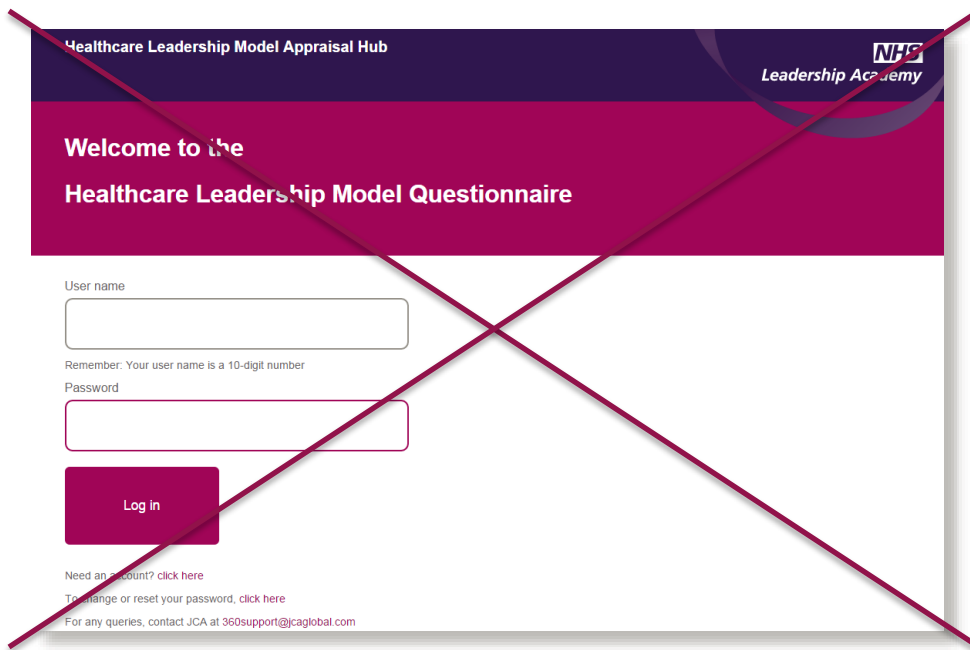 Healthcare Leadership Model Appraisal Hub
NHS
Leadership Academy
Welcome to the
Healthcare Leadership Model Questionnaire
User name
Remember: Your user name is a 10-digit number
Password
Log in
Need an account? click here
To change or reset your password, click here
For any queries, contact JCA at 360support@jcaglobal.com